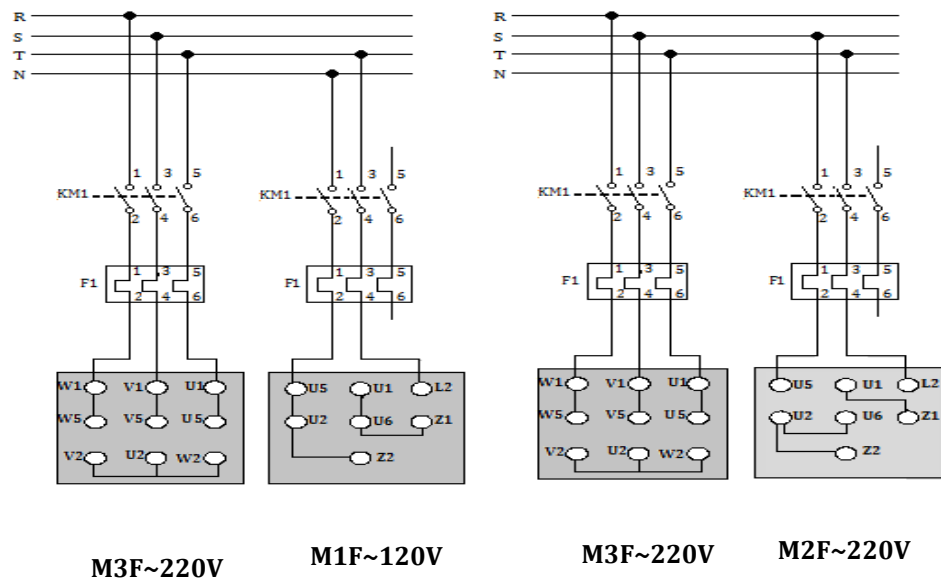 R R
S S
T T
N N
1 3 5 1 3 5 1 3 5 1 3 5
KM1 KM1 KM1 KM1
2 4 6 2 4 6 2 4 6 2 4 6
1 3 5 1 3 5 1 3 5 1 3 5
F1 F1 F1 F1
2 4 6 2 4 6 2 4 6 2 4 6
W1 V1 U1 U5 U1 L2 W1 V1 U1 U5 U1 L2
W5 V5 U5 U2 U6 Z1 W5 V5 U5 U2 U6 Z1
V2 U2 W2 Z2 V2 U2 W2 Z2
M3F~220V M1F~120V M3F~220V M2F~220V